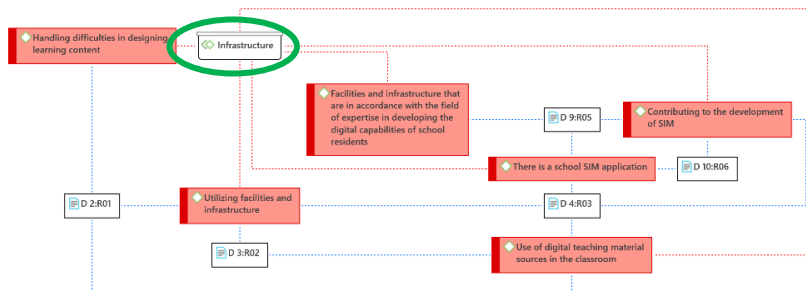 Handling difficulties in designing
learning content
Infrastructure
Facilities and infrastructure that
are in accordance with the field
of expertise in developing the
digital capabilities of school
residents
D 9:R05
Contributing to the development
of SIM
There is a school SIM application
D 10:R06
D 2:R01
Utilizing facilities and
infrastructure
D 4:R03
D 3:R02
Use of digital teaching material
sources in the classroom